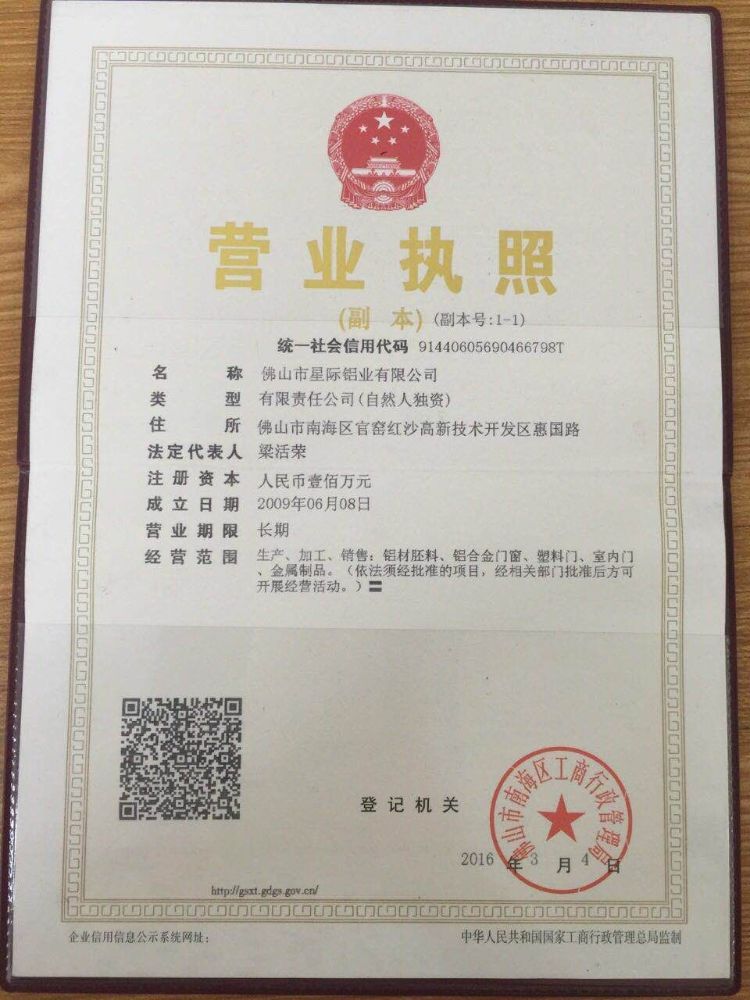 营业执照
(副 本) (副本号:1-1)
统一社会信用代码 91440605690466798T
名 称 佛山市星际铝业有限公司
类 型 有限责任公司(自然人独资)
住 所 佛山市南海区官窑红沙高新技术开发区惠国路
法定代表人 梁活荣
注册资本 人民币壹佰万元
成立日期 2009年06月08日
营业期限 长期
经营范围 生产、加工、销售：铝材胚料、铝合金门窗、塑料门、室内门
、金属制品。（依法须经批准的项目，经相关部门批准后方可
开展经营活动。）
登记机关
佛山市南海区工商行政管理局
2016 年 3 月 4 日
http://gsxt.gdgs.gov.cn/
企业信用信息公示系统网址：
中华人民共和国国家工商行政管理总局监制